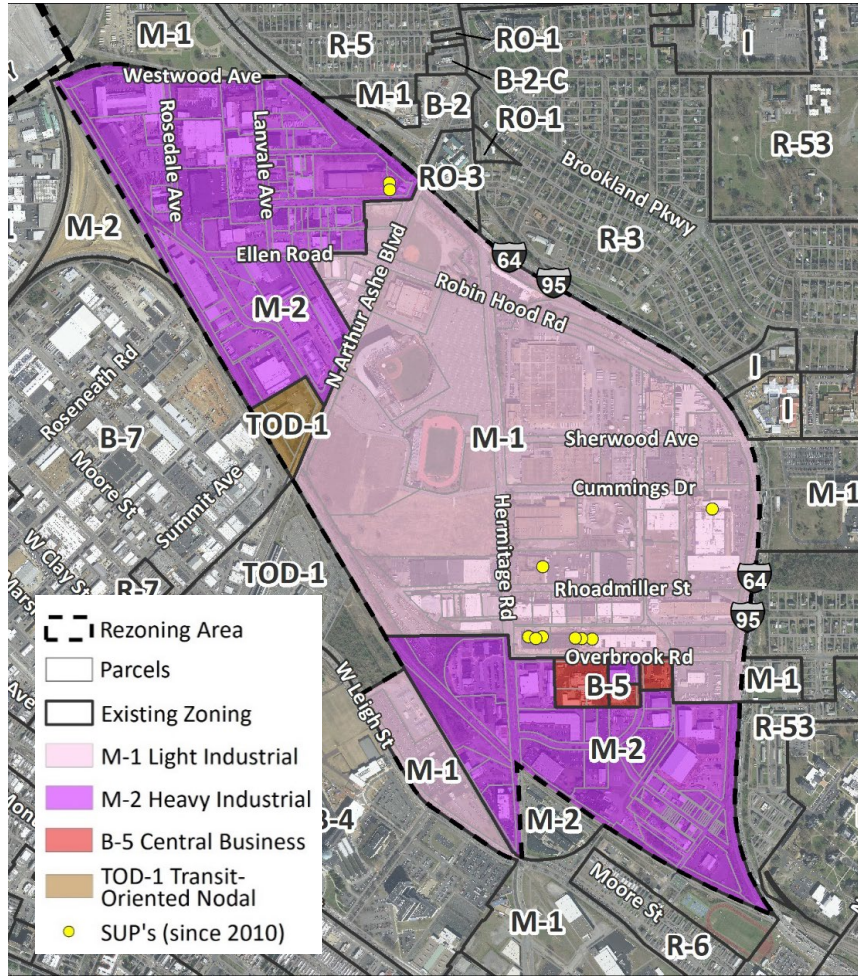 M-1
R-5
RO-1
I
Westwood Ave
B-2-C
M-1
B-2
RO-1
R-53
Rosedale Ave
Lanvale Ave
RO-3
Brookland Pkwy
M-2
R-3
Ellen Road
64
95
M-2
N Arthur Ashe Blvd
Robin Hood Rd
Roseneath Rd
I
I
B-7
TOD-1
M-1
Sherwood Ave
Moore St
Summit Ave
Cummings Dr
M-1
W Clay St
Hermitage Rd
TOD-1
R-7
Rhoadmiller St
64
95
Overbrook Rd
B-5
M-1
W Leigh St
M-2
R-53
M-1
B-4
M-2
Moore St
M-1
R-6
Ave
Rezoning Area
Parcels
Existing Zoning
M-1 Light Industrial
M-2 Heavy Industrial
B-5 Central Business
TOD-1 Transit-
Oriented Nodal
SUP's (since 2010)